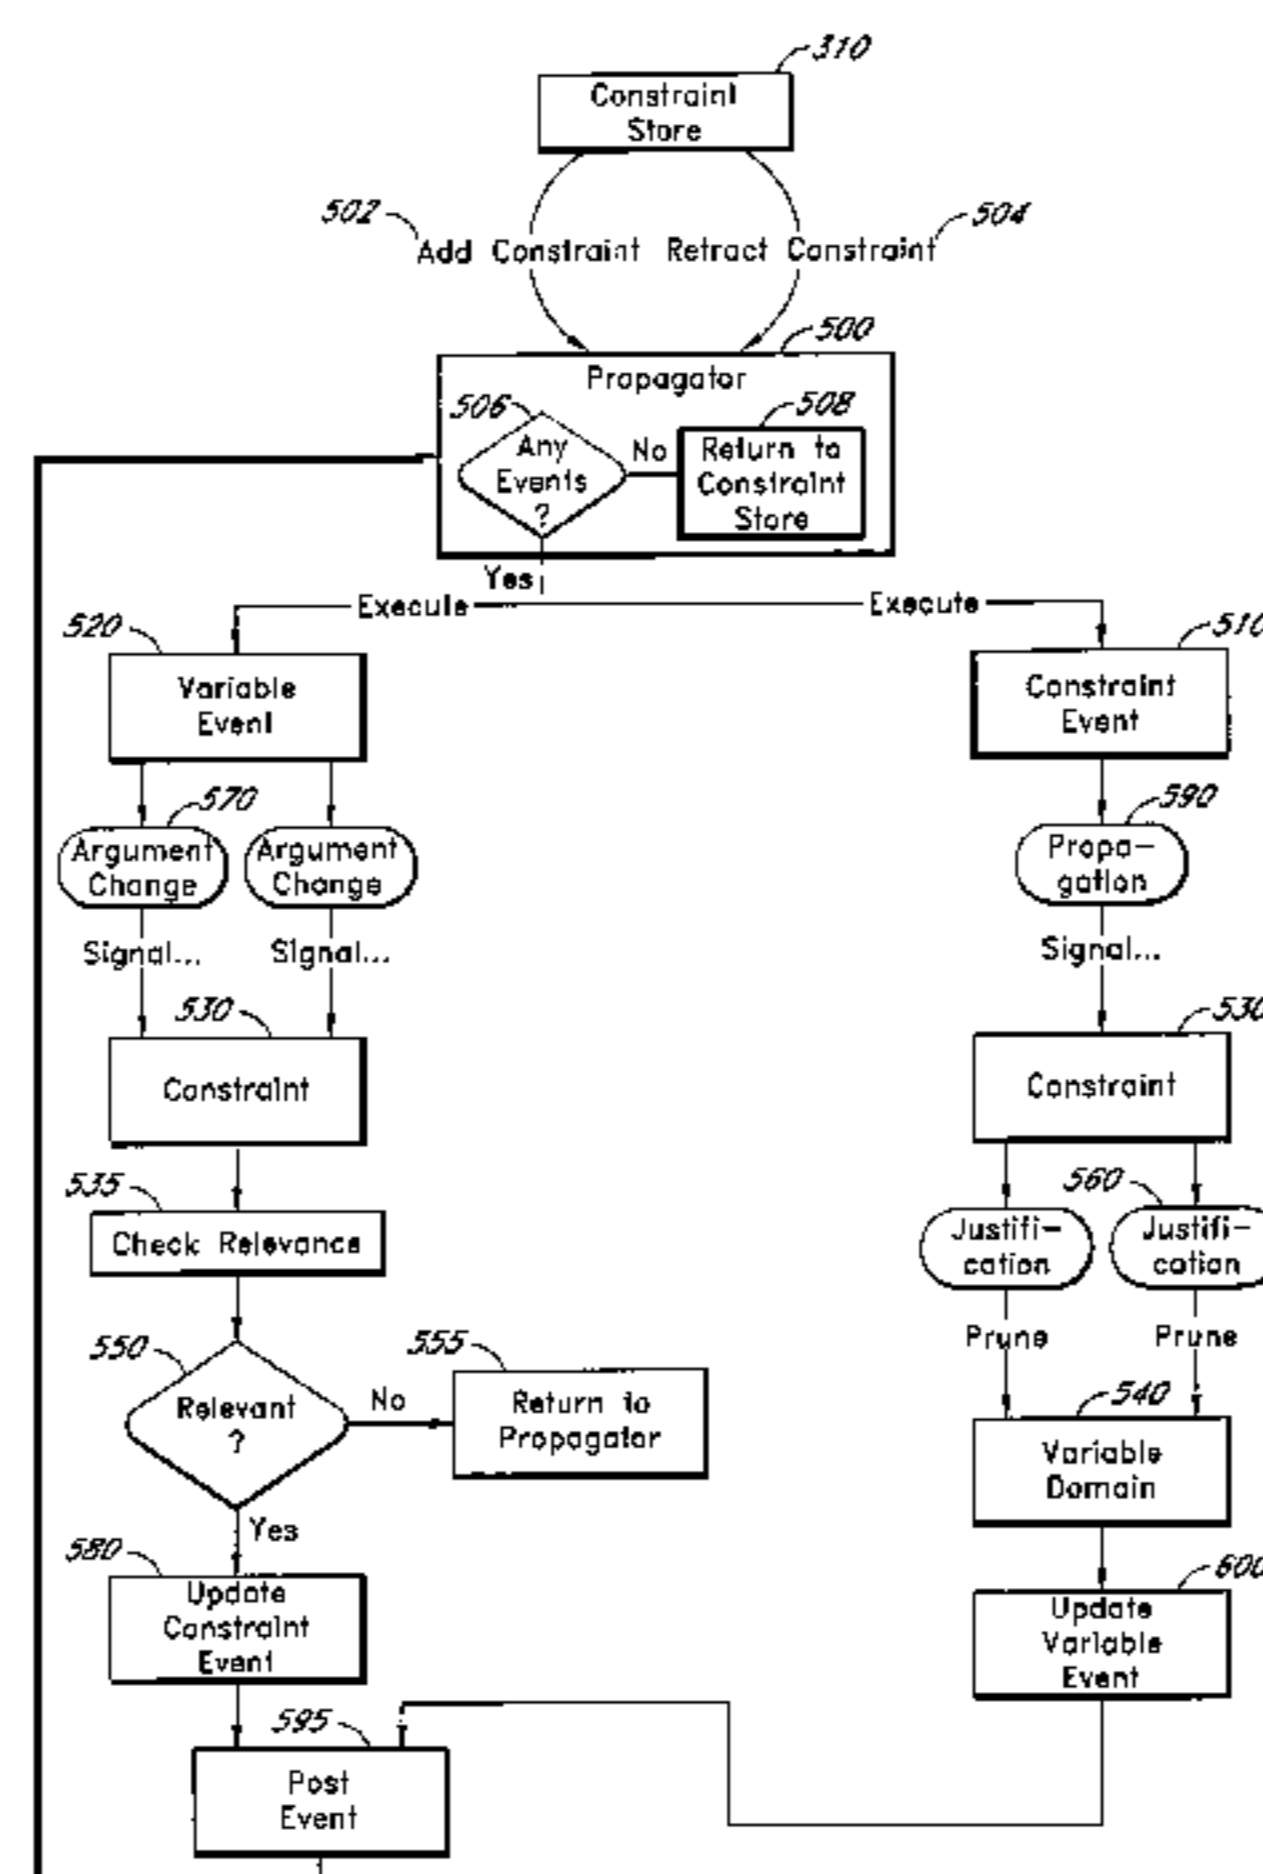 310
Constraint
Store
502
504
Add Constraint
Retract Constraint
500
Propagator
506
508
Any
Events
?
No
Return to
Constraint
Store
Yes
Execute
Execute
520
510
Variable
Event
Constraint
Event
570
590
Argument
Change
Argument
Change
Propa-
gation
Signal...
Signal...
Signal...
530
530
Constraint
Constraint
535
560
Check Relevance
Justifi-
cation
Justifi-
cation
Prune
Prune
550
555
540
Relevant
?
No
Return to
Propagator
Variable
Domain
Yes
580
600
Update
Constraint
Event
Update
Variable
Event
595
Post
Event